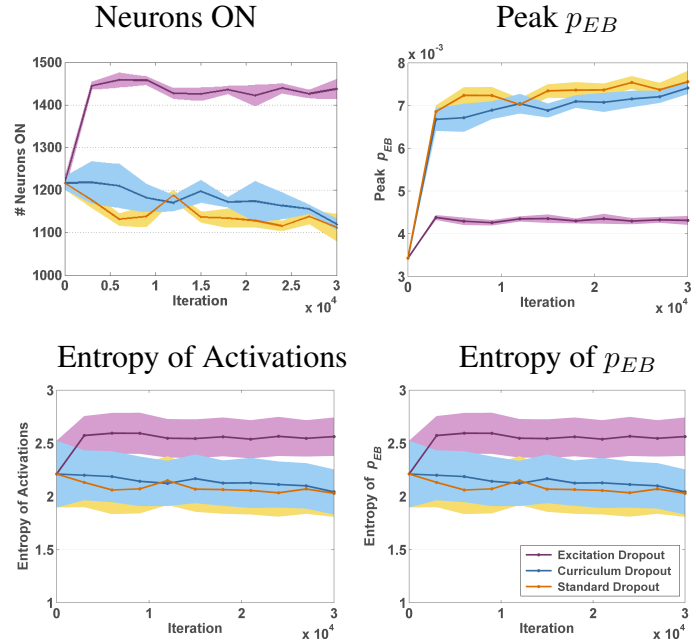 Neurons ON
Peak p_EB
1500
1400
1300
1200
1100
1000
# Neurons ON
0 0.5 1 1.5 2 2.5 3
Iteration
x 10^4
8 x 10^-3
7
6
5
4
3
Peak p_EB
0 1 2 3
Iteration
x 10^4
Entropy of Activations
Entropy of p_EB
3
2.5
2
1.5
1
Entropy of Activations
0 1 2 3
Iteration
x 10^4
3
2.5
2
1.5
1
Entropy of p_EB
Excitation Dropout
Curriculum Dropout
Standard Dropout
0 1 2 3
Iteration
x 10^4